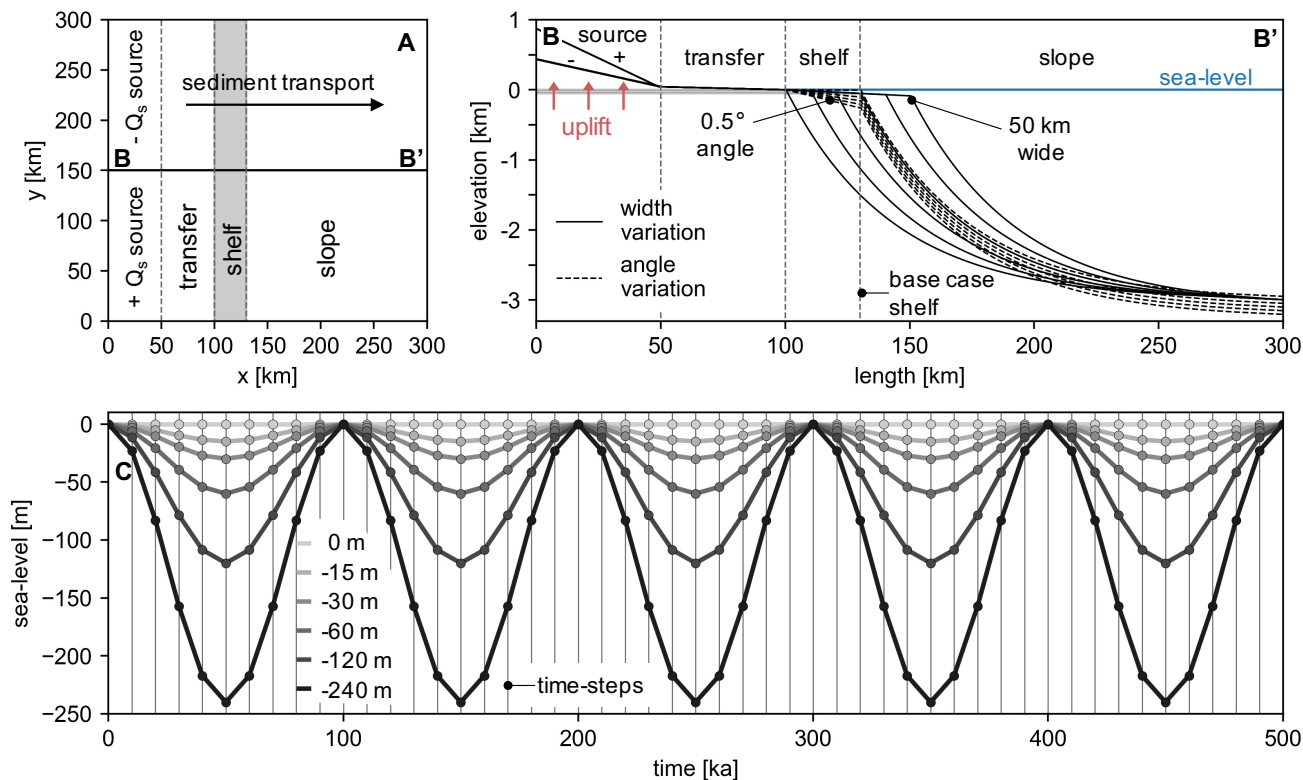 300
250
200
150
100
50
0
y [km]
A
- Qs source
sediment transport
B
B'
+ Qs source
transfer
shelf
slope
0
50
100
150
200
250
300
x [km]
1
0
-1
-2
-3
elevation [km]
B
source
-
+
transfer
shelf
slope
B'
sea-level
uplift
0.5°
angle
50 km
wide
width
variation
angle
variation
base case
shelf
0
50
100
150
200
250
300
length [km]
0
−50
−100
−150
−200
−250
sea-level [m]
C
0 m
-15 m
-30 m
-60 m
-120 m
-240 m
time-steps
0
100
200
300
400
500
time [ka]